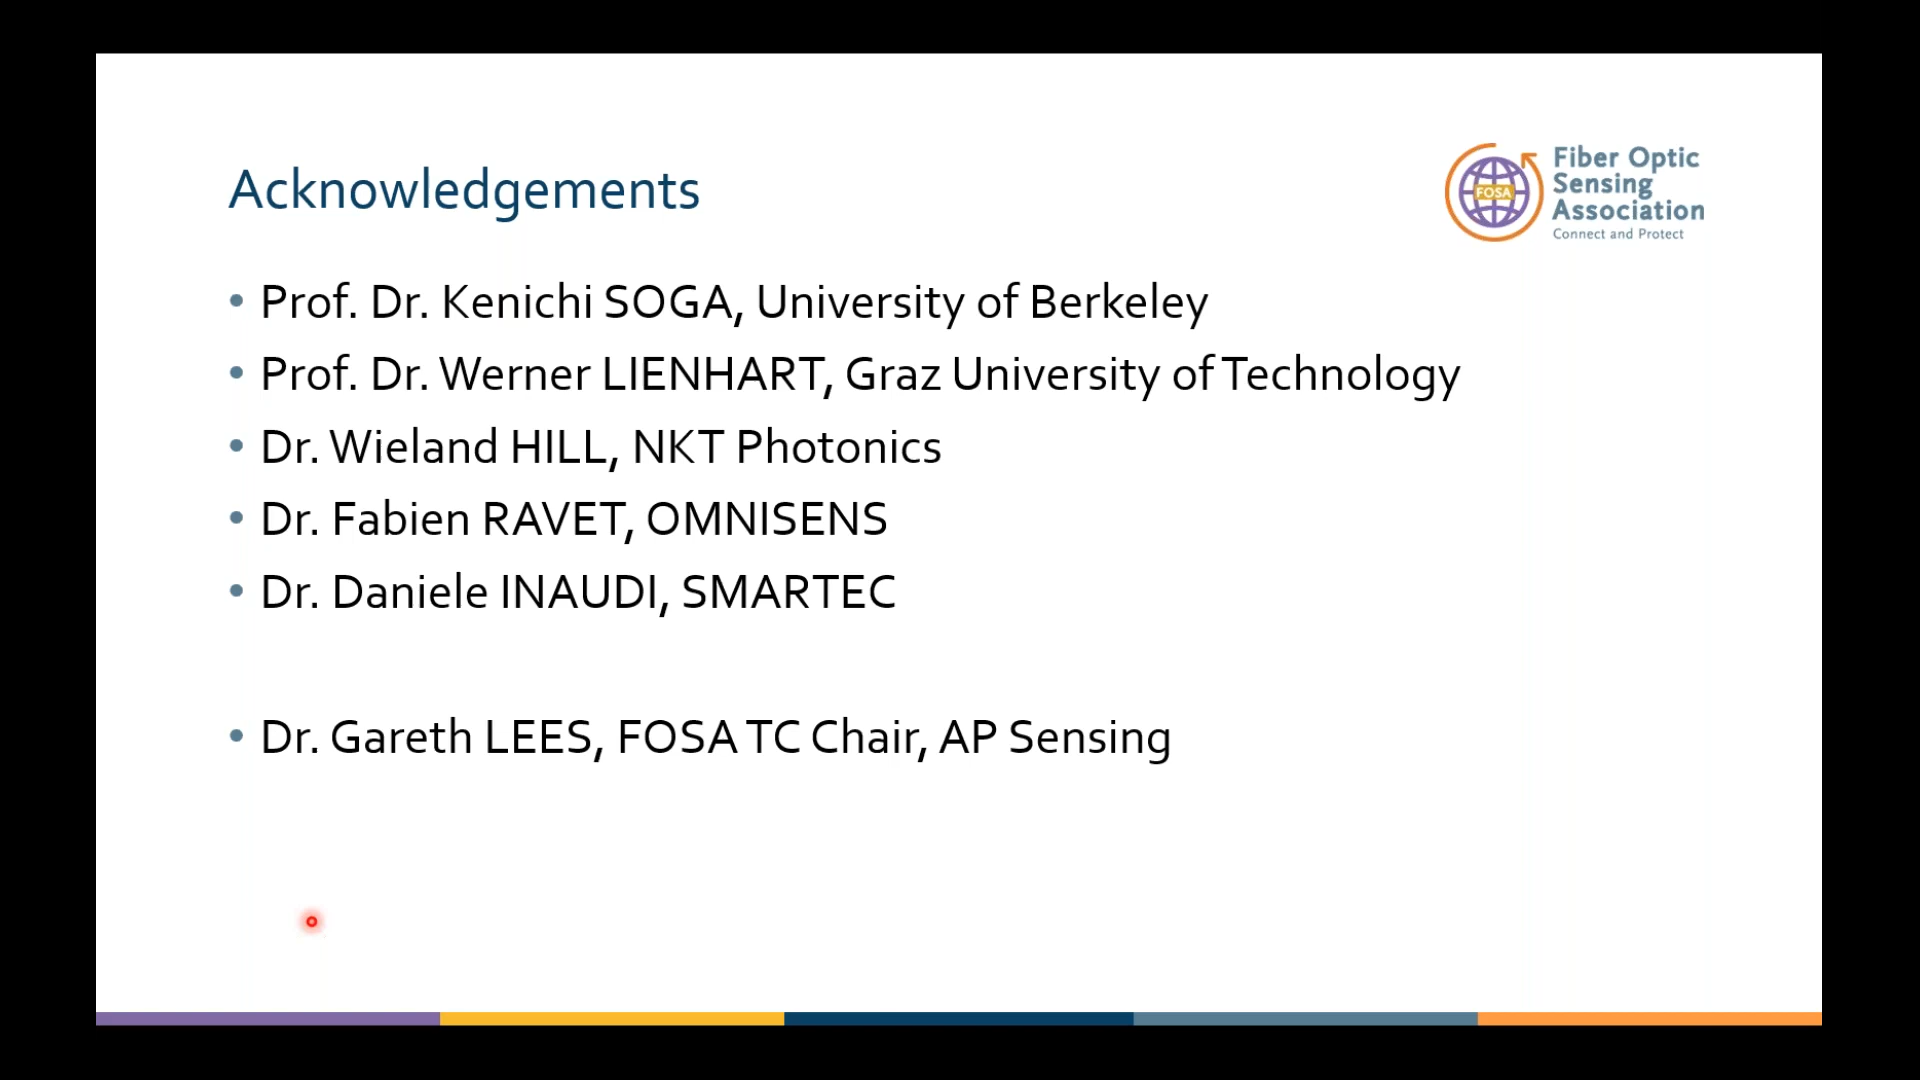 Acknowledgements
FOSA
Fiber Optic
Sensing
Association
Connect and Protect
• Prof. Dr. Kenichi SOGA, University of Berkeley
• Prof. Dr. Werner LIENHART, Graz University of Technology
• Dr. Wieland HILL, NKT Photonics
• Dr. Fabien RAVET, OMNISENS
• Dr. Daniele INAUDI, SMARTEC
• Dr. Gareth LEES, FOSA TC Chair, AP Sensing